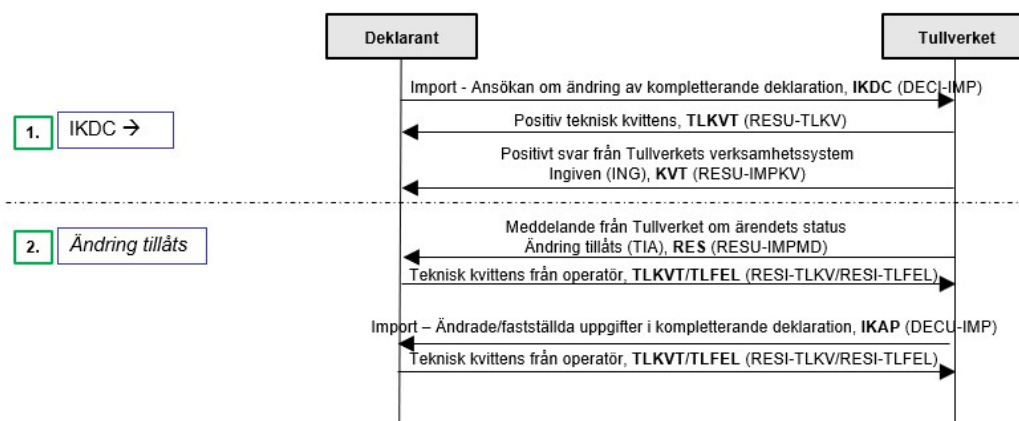 Deklarant
Tullverket
Import - Ansökan om ändring av kompletterande deklaration, IKDC (DECI-IMP)
1.
IKDC →
Positiv teknisk kvittens, TLKVT (RESU-TLKV)
Positivt svar från Tullverkets verksamhetssystem
Ingiven (ING), KVT (RESU-IMPKV)
2.
Ändring tillåts
Meddelande från Tullverket om ärendets status
Ändring tillåts (TIA), RES (RESU-IMPMD)
Teknisk kvittens från operatör, TLKVT/TLFEL (RESI-TLKV/RESI-TLFEL)
Import – Ändrade/fastställda uppgifter i kompletterande deklaration, IKAP (DECU-IMP)
Teknisk kvittens från operatör, TLKVT/TLFEL (RESI-TLKV/RESI-TLFEL)